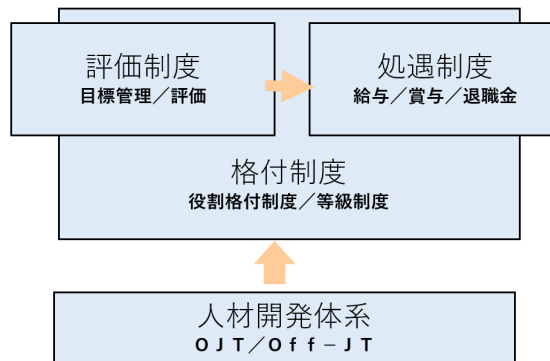 評価制度
目標管理／評価
処遇制度
給与／賞与／退職金
格付制度
役割格付制度／等級制度
人材開発体系
ＯＪＴ／Ｏｆｆ－ＪＴ